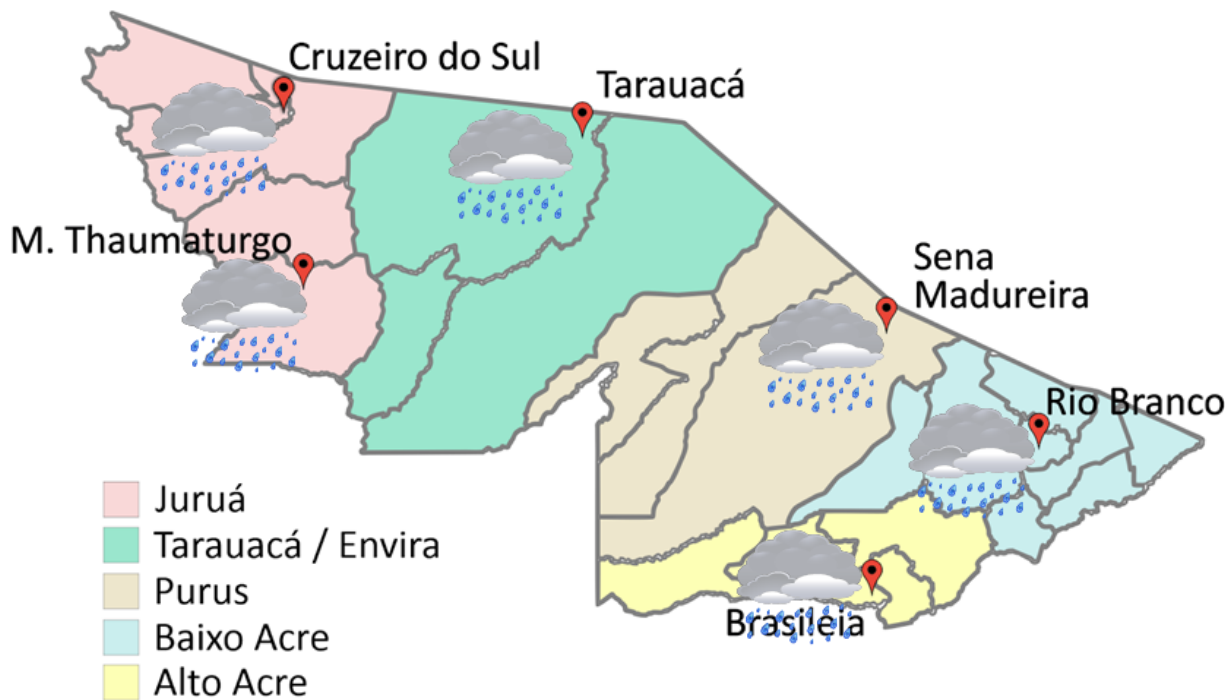 Cruzeiro do Sul
Tarauacá
M. Thaumaturgo
Sena
Madureira
Rio Branco
Brasiléia
Juruá
Tarauacá / Envira
Purus
Baixo Acre
Alto Acre